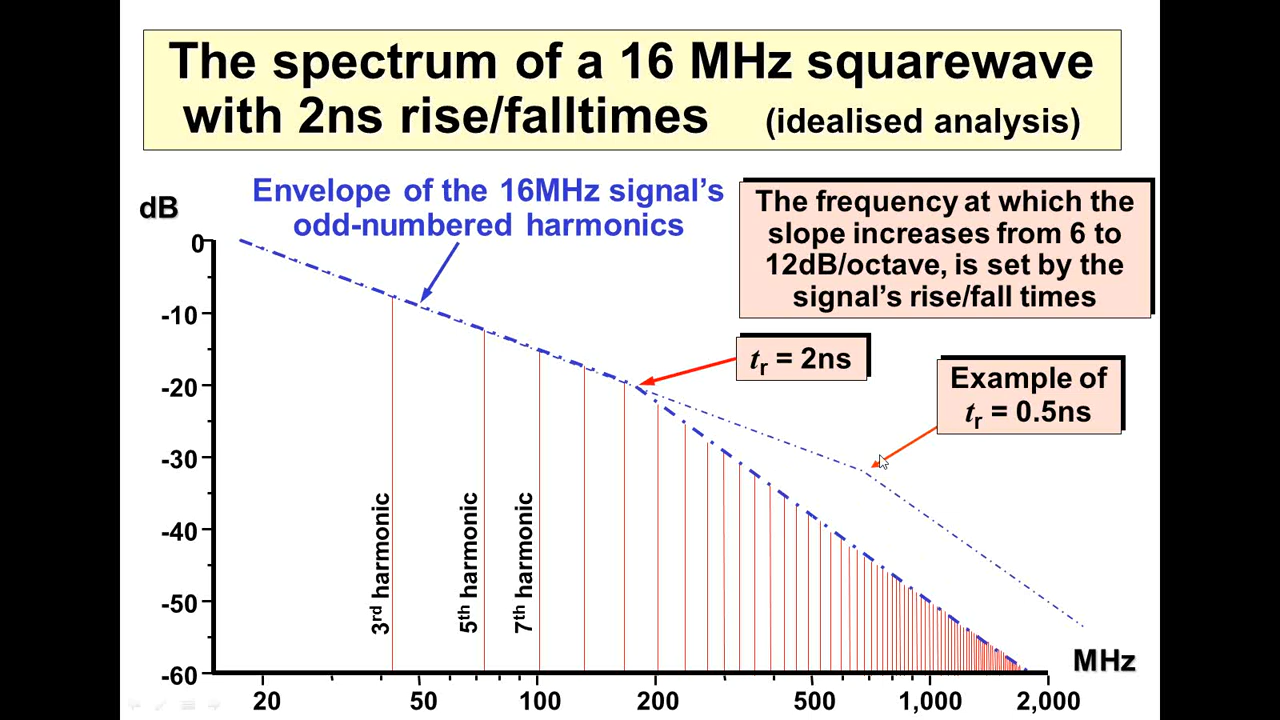 The spectrum of a 16 MHz squarewave
with 2ns rise/falltimes (idealised analysis)
Envelope of the 16MHz signal's
odd-numbered harmonics
dB
The frequency at which the
slope increases from 6 to
12dB/octave, is set by the
signal's rise/fall times
tr = 2ns
Example of
tr = 0.5ns
0
-10
-20
-30
-40
-50
-60
3rd harmonic
5th harmonic
7th harmonic
MHz
20 50 100 200 500 1,000 2,000